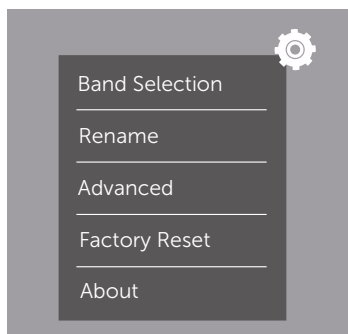 Band Selection
Rename
Advanced
Factory Reset
About